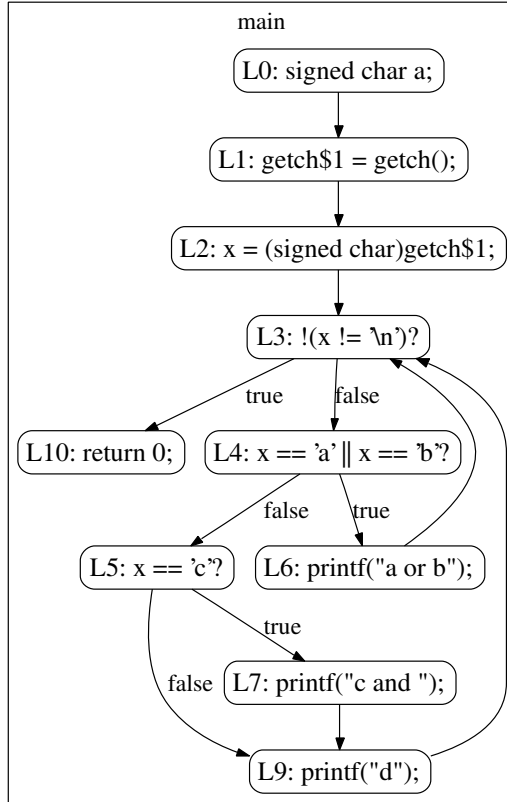 main
L0: signed char a;
L1: getch$1 = getch();
L2: x = (signed char)getch$1;
L3: !(x != '\n')?
true
false
L10: return 0;
L4: x == 'a' || x == 'b'?
false
true
L5: x == 'c'?
L6: printf("a or b");
true
false
L7: printf("c and ");
L9: printf("d");